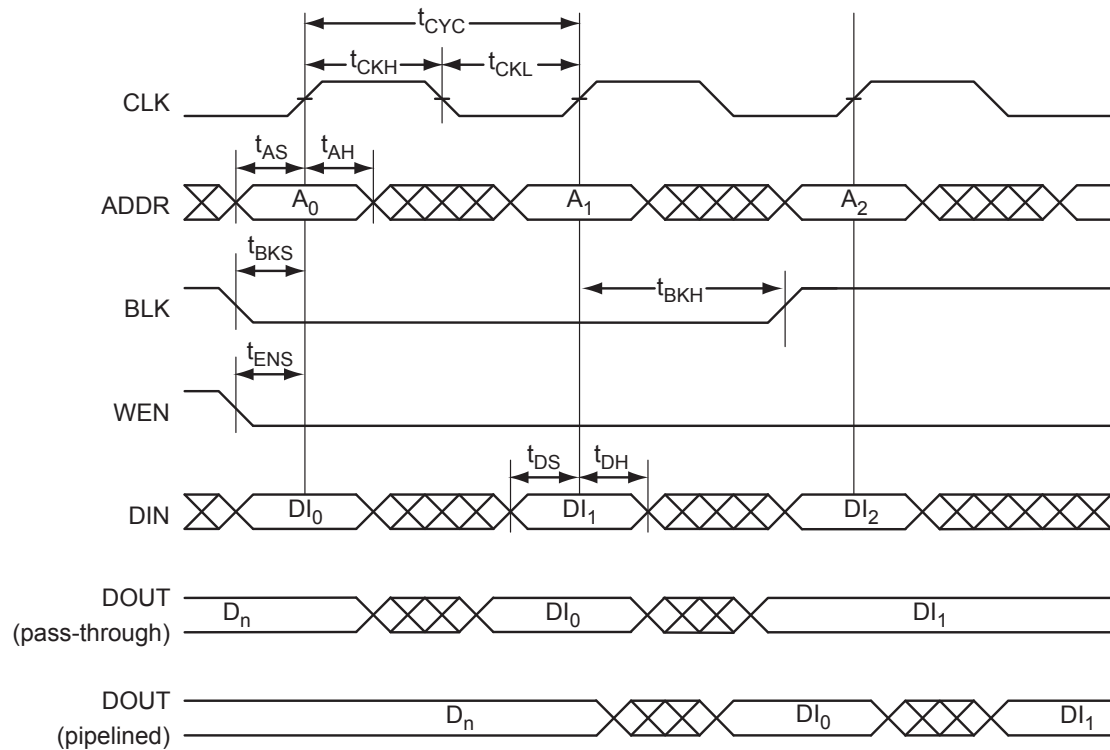 tCYC
tCKH tCKL
CLK
tAS tAH
ADDR A0 A1 A2
tBKS
BLK tBKH
tENS
WEN
tDS tDH
DIN DI0 DI1 DI2
DOUT
(pass-through) Dn DI0 DI1
DOUT
(pipelined) Dn DI0 DI1